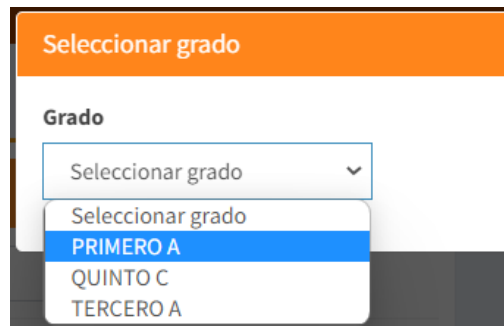 Seleccionar grado
Grado
Seleccionar grado
Seleccionar grado
PRIMERO A
QUINTO C
TERCERO A